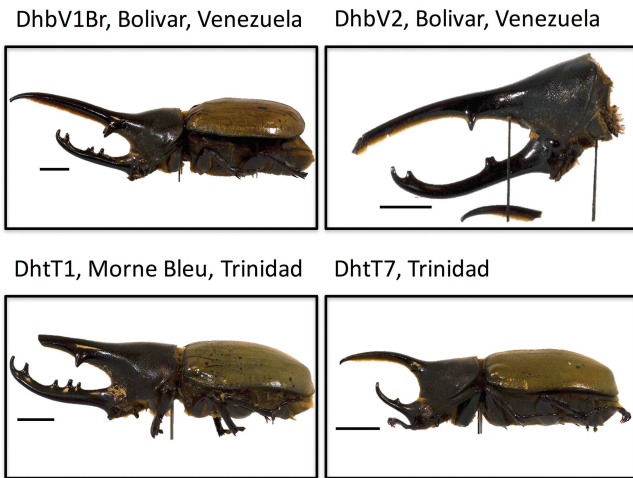 DhbV1Br, Bolivar, Venezuela
DhbV2, Bolivar, Venezuela
DhtT1, Morne Bleu, Trinidad
DhtT7, Trinidad